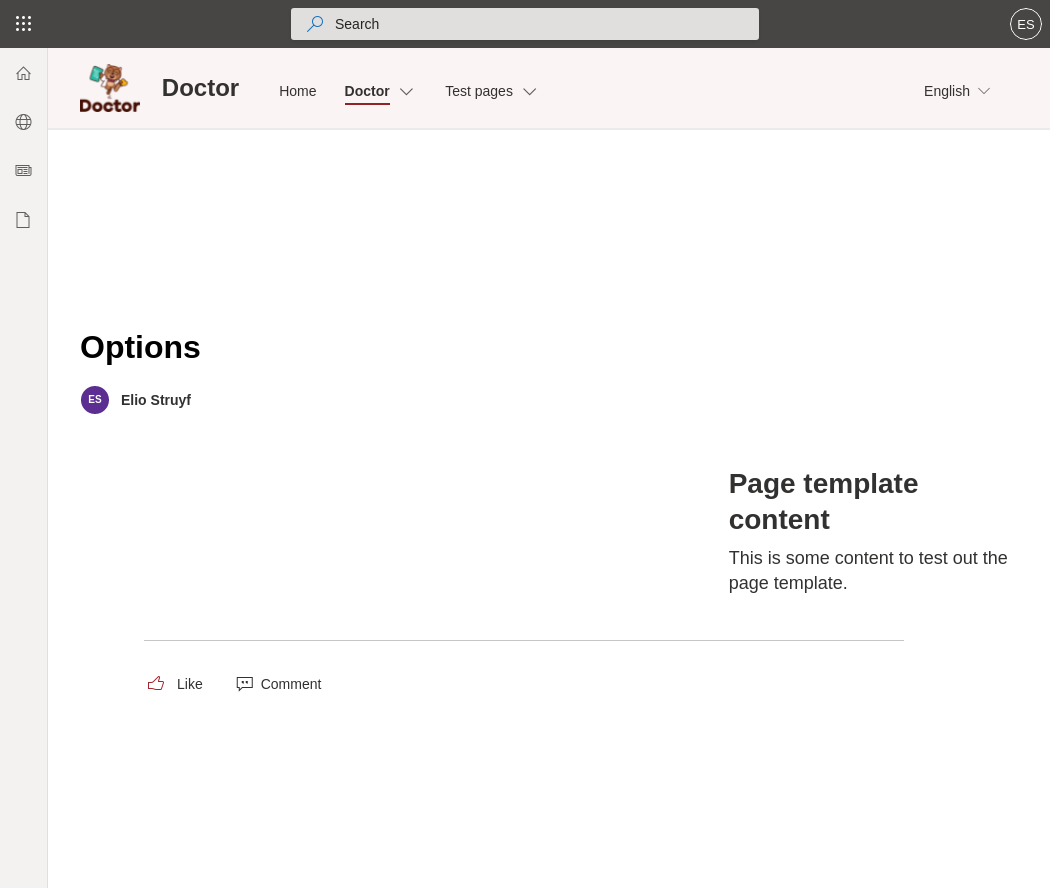 Search
ES
Doctor
Doctor
Home
Doctor
Test pages
English
Options
ES
Elio Struyf
Page template
content
This is some content to test out the
page template.
Like
Comment